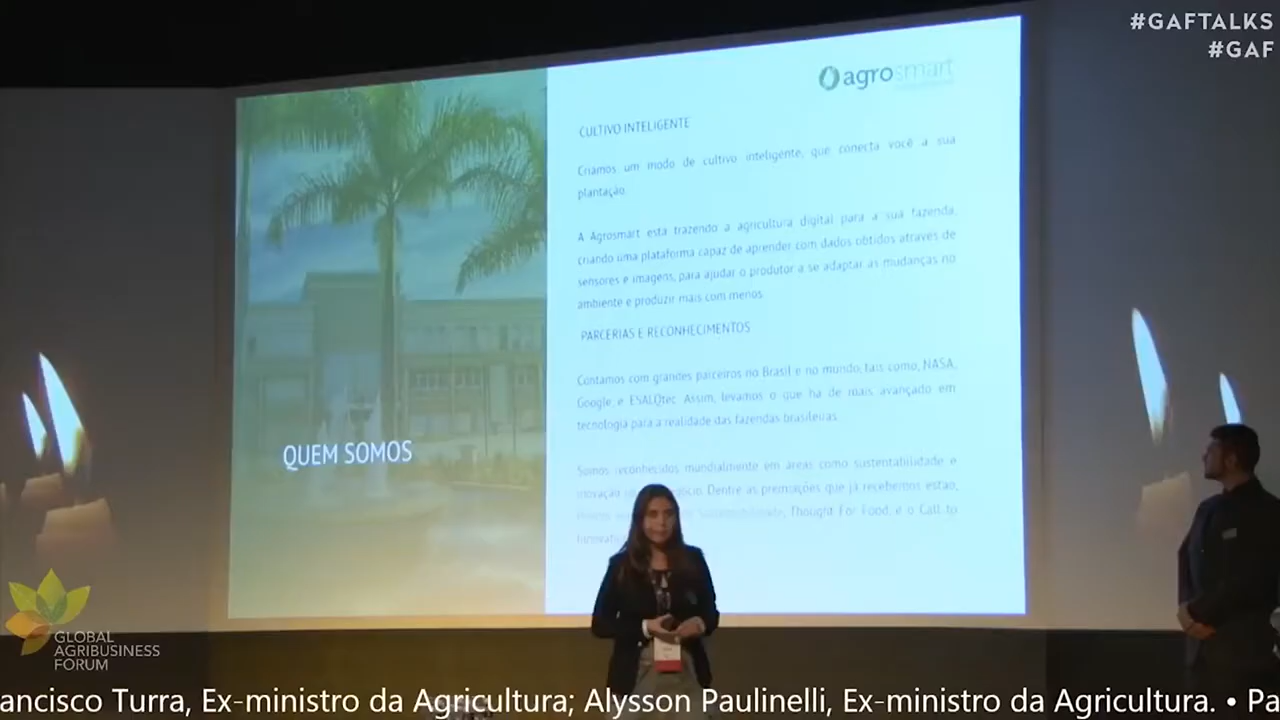 #GAFTALKS
#GAF
agrosmart
CULTIVO INTELIGENTE
Criamos um modo de cultivo inteligente, que conecta você a sua
plantação.
A Agrosmart está trazendo a agricultura digital para a sua fazenda,
criando uma plataforma capaz de aprender com dados obtidos através de
sensores e imagens, para ajudar o produtor a se adaptar as mudanças no
ambiente e produzir mais com menos.
PARCERIAS E RECONHECIMENTOS
Contamos com grandes parceiros no Brasil e no mundo, tais como, NASA,
Google, e ESALQtec. Assim, levamos o que há de mais avançado em
tecnologia para a realidade das fazendas brasileiras.
QUEM SOMOS
Somos reconhecidos mundialmente em áreas como sustentabilidade e
inovação Dentre as premiações que já recebemos estão,
Sustentabilidade, Thought For Food, e o Call to
GLOBAL
AGRIBUSINESS
FORUM
ancisco Turra, Ex-ministro da Agricultura; Alysson Paulinelli, Ex-ministro da Agricultura. • Pa